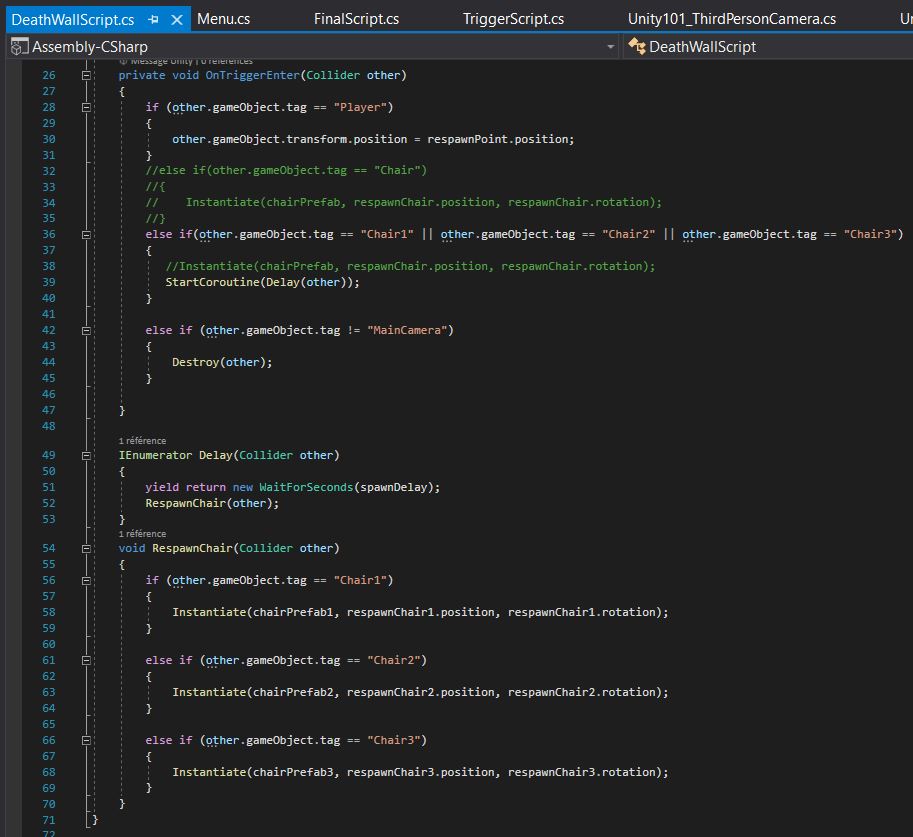 DeathWallScript.cs Menu.cs FinalScript.cs TriggerScript.cs Unity101_ThirdPersonCamera.cs
Assembly-CSharp DeathWallScript
Message Unity | 0 références
26 private void OnTriggerEnter(Collider other)
27 {
28 if (other.gameObject.tag == "Player")
29 {
30 other.gameObject.transform.position = respawnPoint.position;
31 }
32 //else if(other.gameObject.tag == "Chair")
33 //{
34 // Instantiate(chairPrefab, respawnChair.position, respawnChair.rotation);
35 //}
36 else if(other.gameObject.tag == "Chair1" || other.gameObject.tag == "Chair2" || other.gameObject.tag == "Chair3")
37 {
38 //Instantiate(chairPrefab, respawnChair.position, respawnChair.rotation);
39 StartCoroutine(Delay(other));
40 }
41
42 else if (other.gameObject.tag != "MainCamera")
43 {
44 Destroy(other);
45 }
46
47 }
48
1 référence
49 IEnumerator Delay(Collider other)
50 {
51 yield return new WaitForSeconds(spawnDelay);
52 RespawnChair(other);
53 }
1 référence
54 void RespawnChair(Collider other)
55 {
56 if (other.gameObject.tag == "Chair1")
57 {
58 Instantiate(chairPrefab1, respawnChair1.position, respawnChair1.rotation);
59 }
60
61 else if (other.gameObject.tag == "Chair2")
62 {
63 Instantiate(chairPrefab2, respawnChair2.position, respawnChair2.rotation);
64 }
65
66 else if (other.gameObject.tag == "Chair3")
67 {
68 Instantiate(chairPrefab3, respawnChair3.position, respawnChair3.rotation);
69 }
70 }
71 }
72